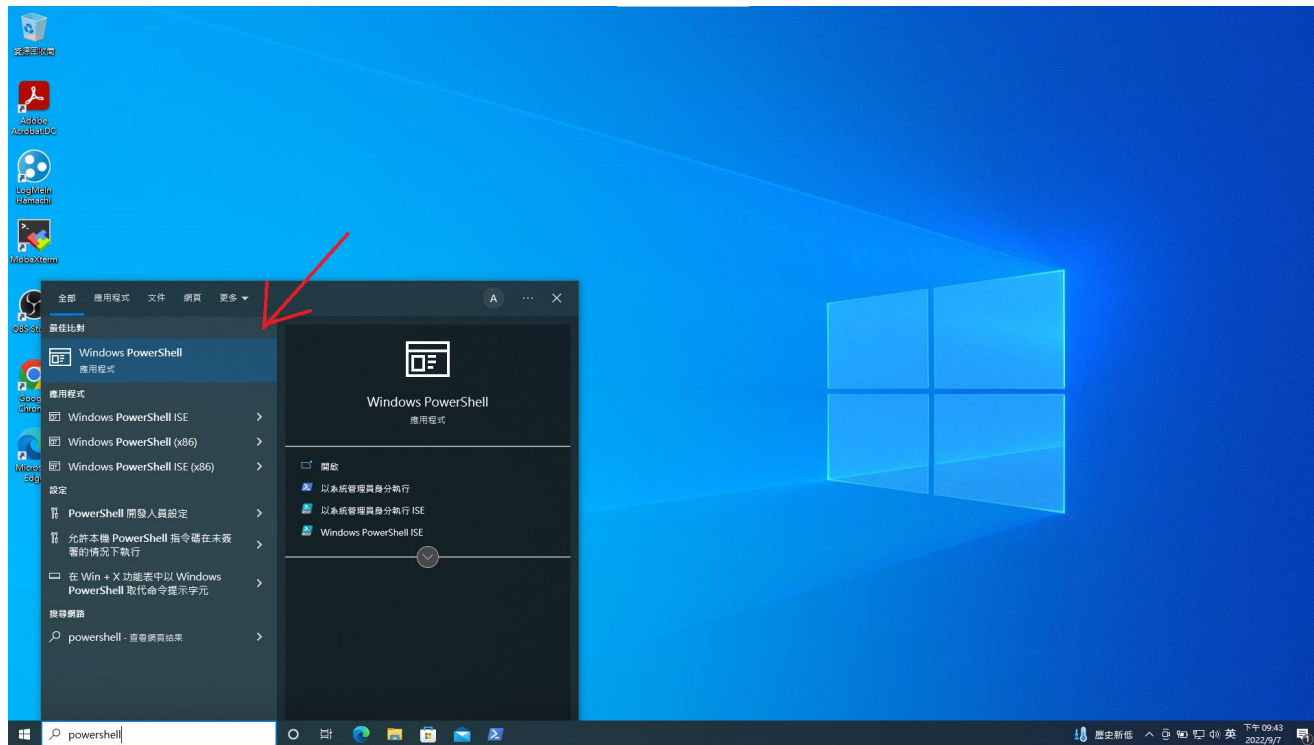 資源回收筒
Adobe
Acrobat DC
LogMeIn
Hamachi
MobaXterm
OBS Stu
Goog
Chrom
Micros
Edg
全部 應用程式 文件 網頁 更多
A
最佳比對
Windows PowerShell
應用程式
應用程式
Windows PowerShell ISE
Windows PowerShell (x86)
Windows PowerShell ISE (x86)
設定
PowerShell 開發人員設定
允許本機 PowerShell 指令碼在未簽
署的情況下執行
在 Win + X 功能表中以 Windows
PowerShell 取代命令提示字元
搜尋網路
powershell - 查看網頁結果
Windows PowerShell
應用程式
開啟
以系統管理員身分執行
以系統管理員身分執行 ISE
Windows PowerShell ISE
powershell
歷史新低
英
下午 09:43
2022/9/7